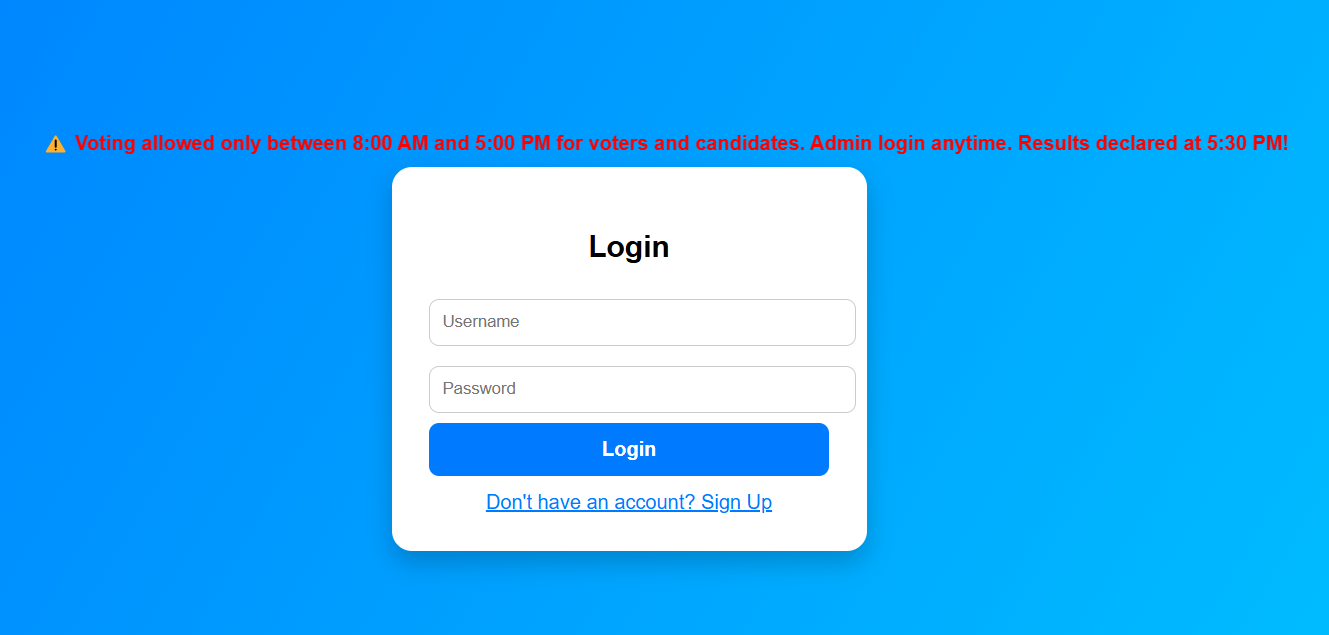 ⚠️ Voting allowed only between 8:00 AM and 5:00 PM for voters and candidates. Admin login anytime. Results declared at 5:30 PM!
Login
Username
Password
Login
Don't have an account? Sign Up